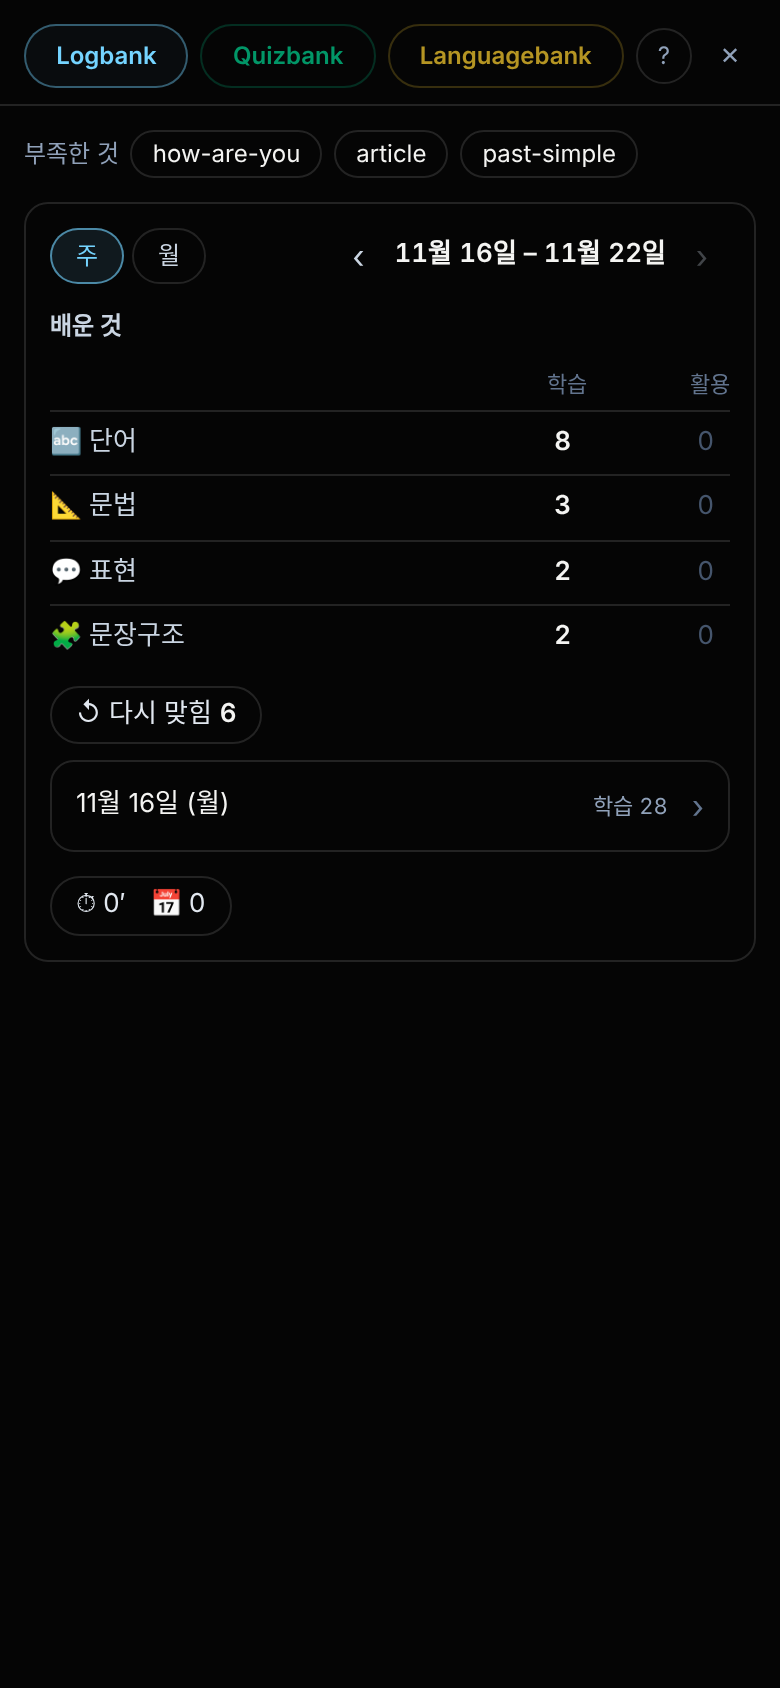 Logbank Quizbank Languagebank ? ×
부족한 것 how-are-you article past-simple
주 월 ‹ 11월 16일 – 11월 22일 ›
배운 것
학습 활용
🔤 단어 8 0
📐 문법 3 0
💬 표현 2 0
🧩 문장구조 2 0
↺ 다시 맞힘 6
11월 16일 (월) 학습 28 ›
⏱ 0′ 📅 0